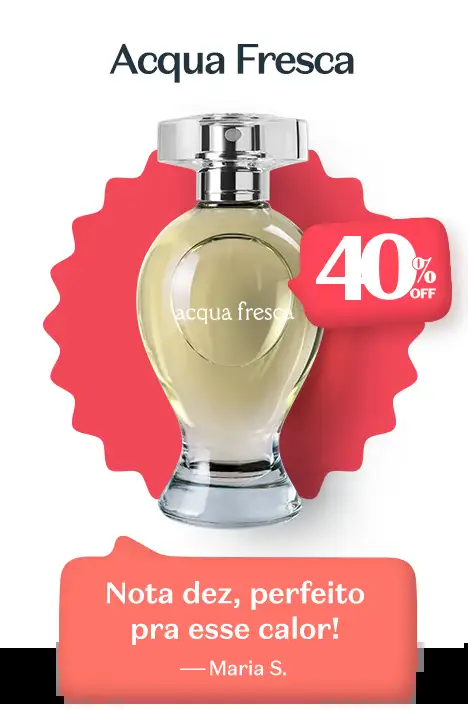 Acqua Fresca
40% OFF
acqua fresca
Nota dez, perfeito
pra esse calor!
— Maria S.